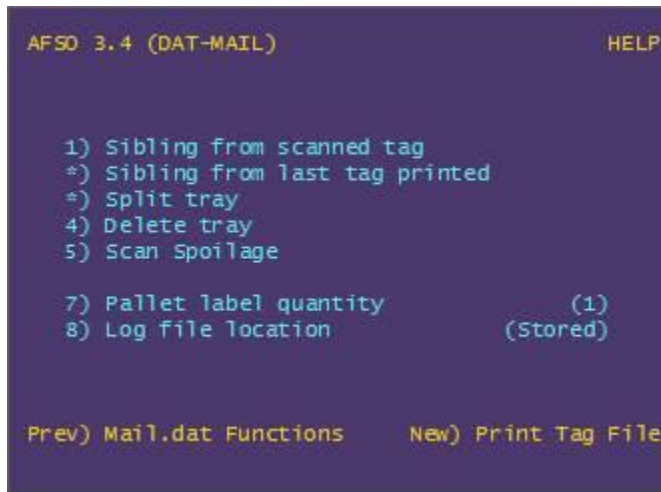 AFSO 3.4 (DAT-MAIL) HELP
1) Sibling from scanned tag
*) Sibling from last tag printed
*) Split tray
4) Delete tray
5) Scan Spoilage
7) Pallet label quantity (1)
8) Log file location (Stored)
Prev) Mail.dat Functions New) Print Tag File